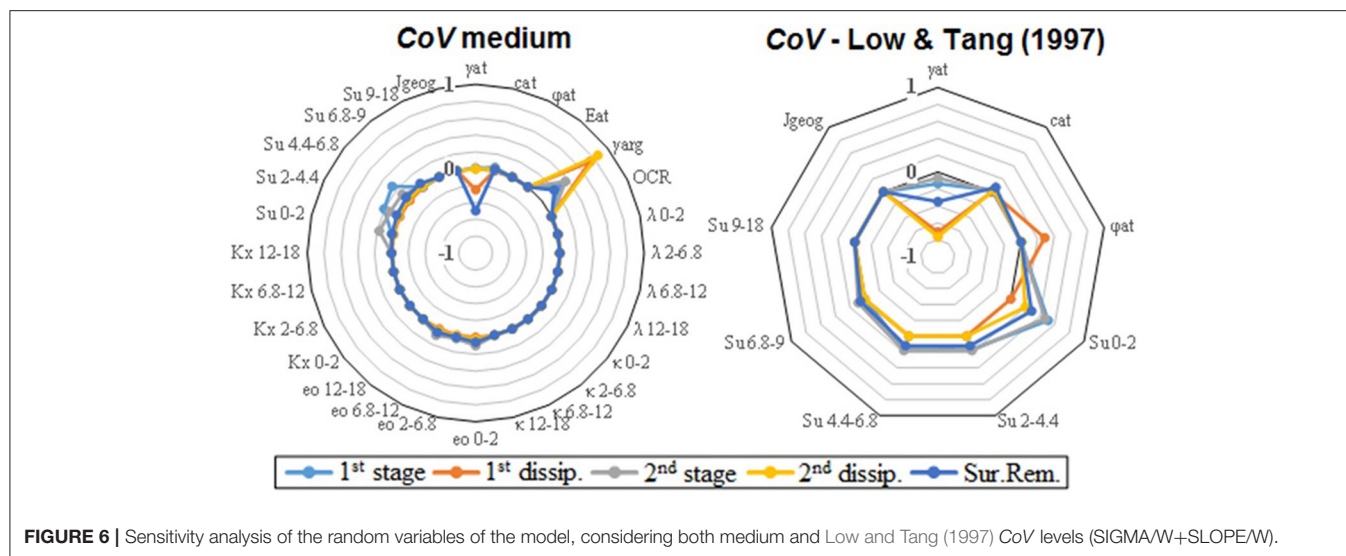 CoV medium
1
0
-1
γat
cat
φat
Eat
γarg
OCR
λ 0-2
λ 2-6.8
λ 6.8-12
λ 12-18
κ 0-2
κ 2-6.8
κ 6.8-12
κ 12-18
eo 0-2
eo 2-6.8
eo 6.8-12
eo 12-18
Kx 0-2
Kx 2-6.8
Kx 6.8-12
Kx 12-18
Su 0-2
Su 2-4.4
Su 4.4-6.8
Su 6.8-9
Su 9-18
Jgeog
CoV - Low & Tang (1997)
1
0
-1
γat
cat
φat
Su 0-2
Su 2-4.4
Su 4.4-6.8
Su 6.8-9
Su 9-18
Jgeog
1st stage 1st dissip. 2nd stage 2nd dissip. Sur.Rem.
FIGURE 6 | Sensitivity analysis of the random variables of the model, considering both medium and Low and Tang (1997) CoV levels (SIGMA/W+SLOPE/W).